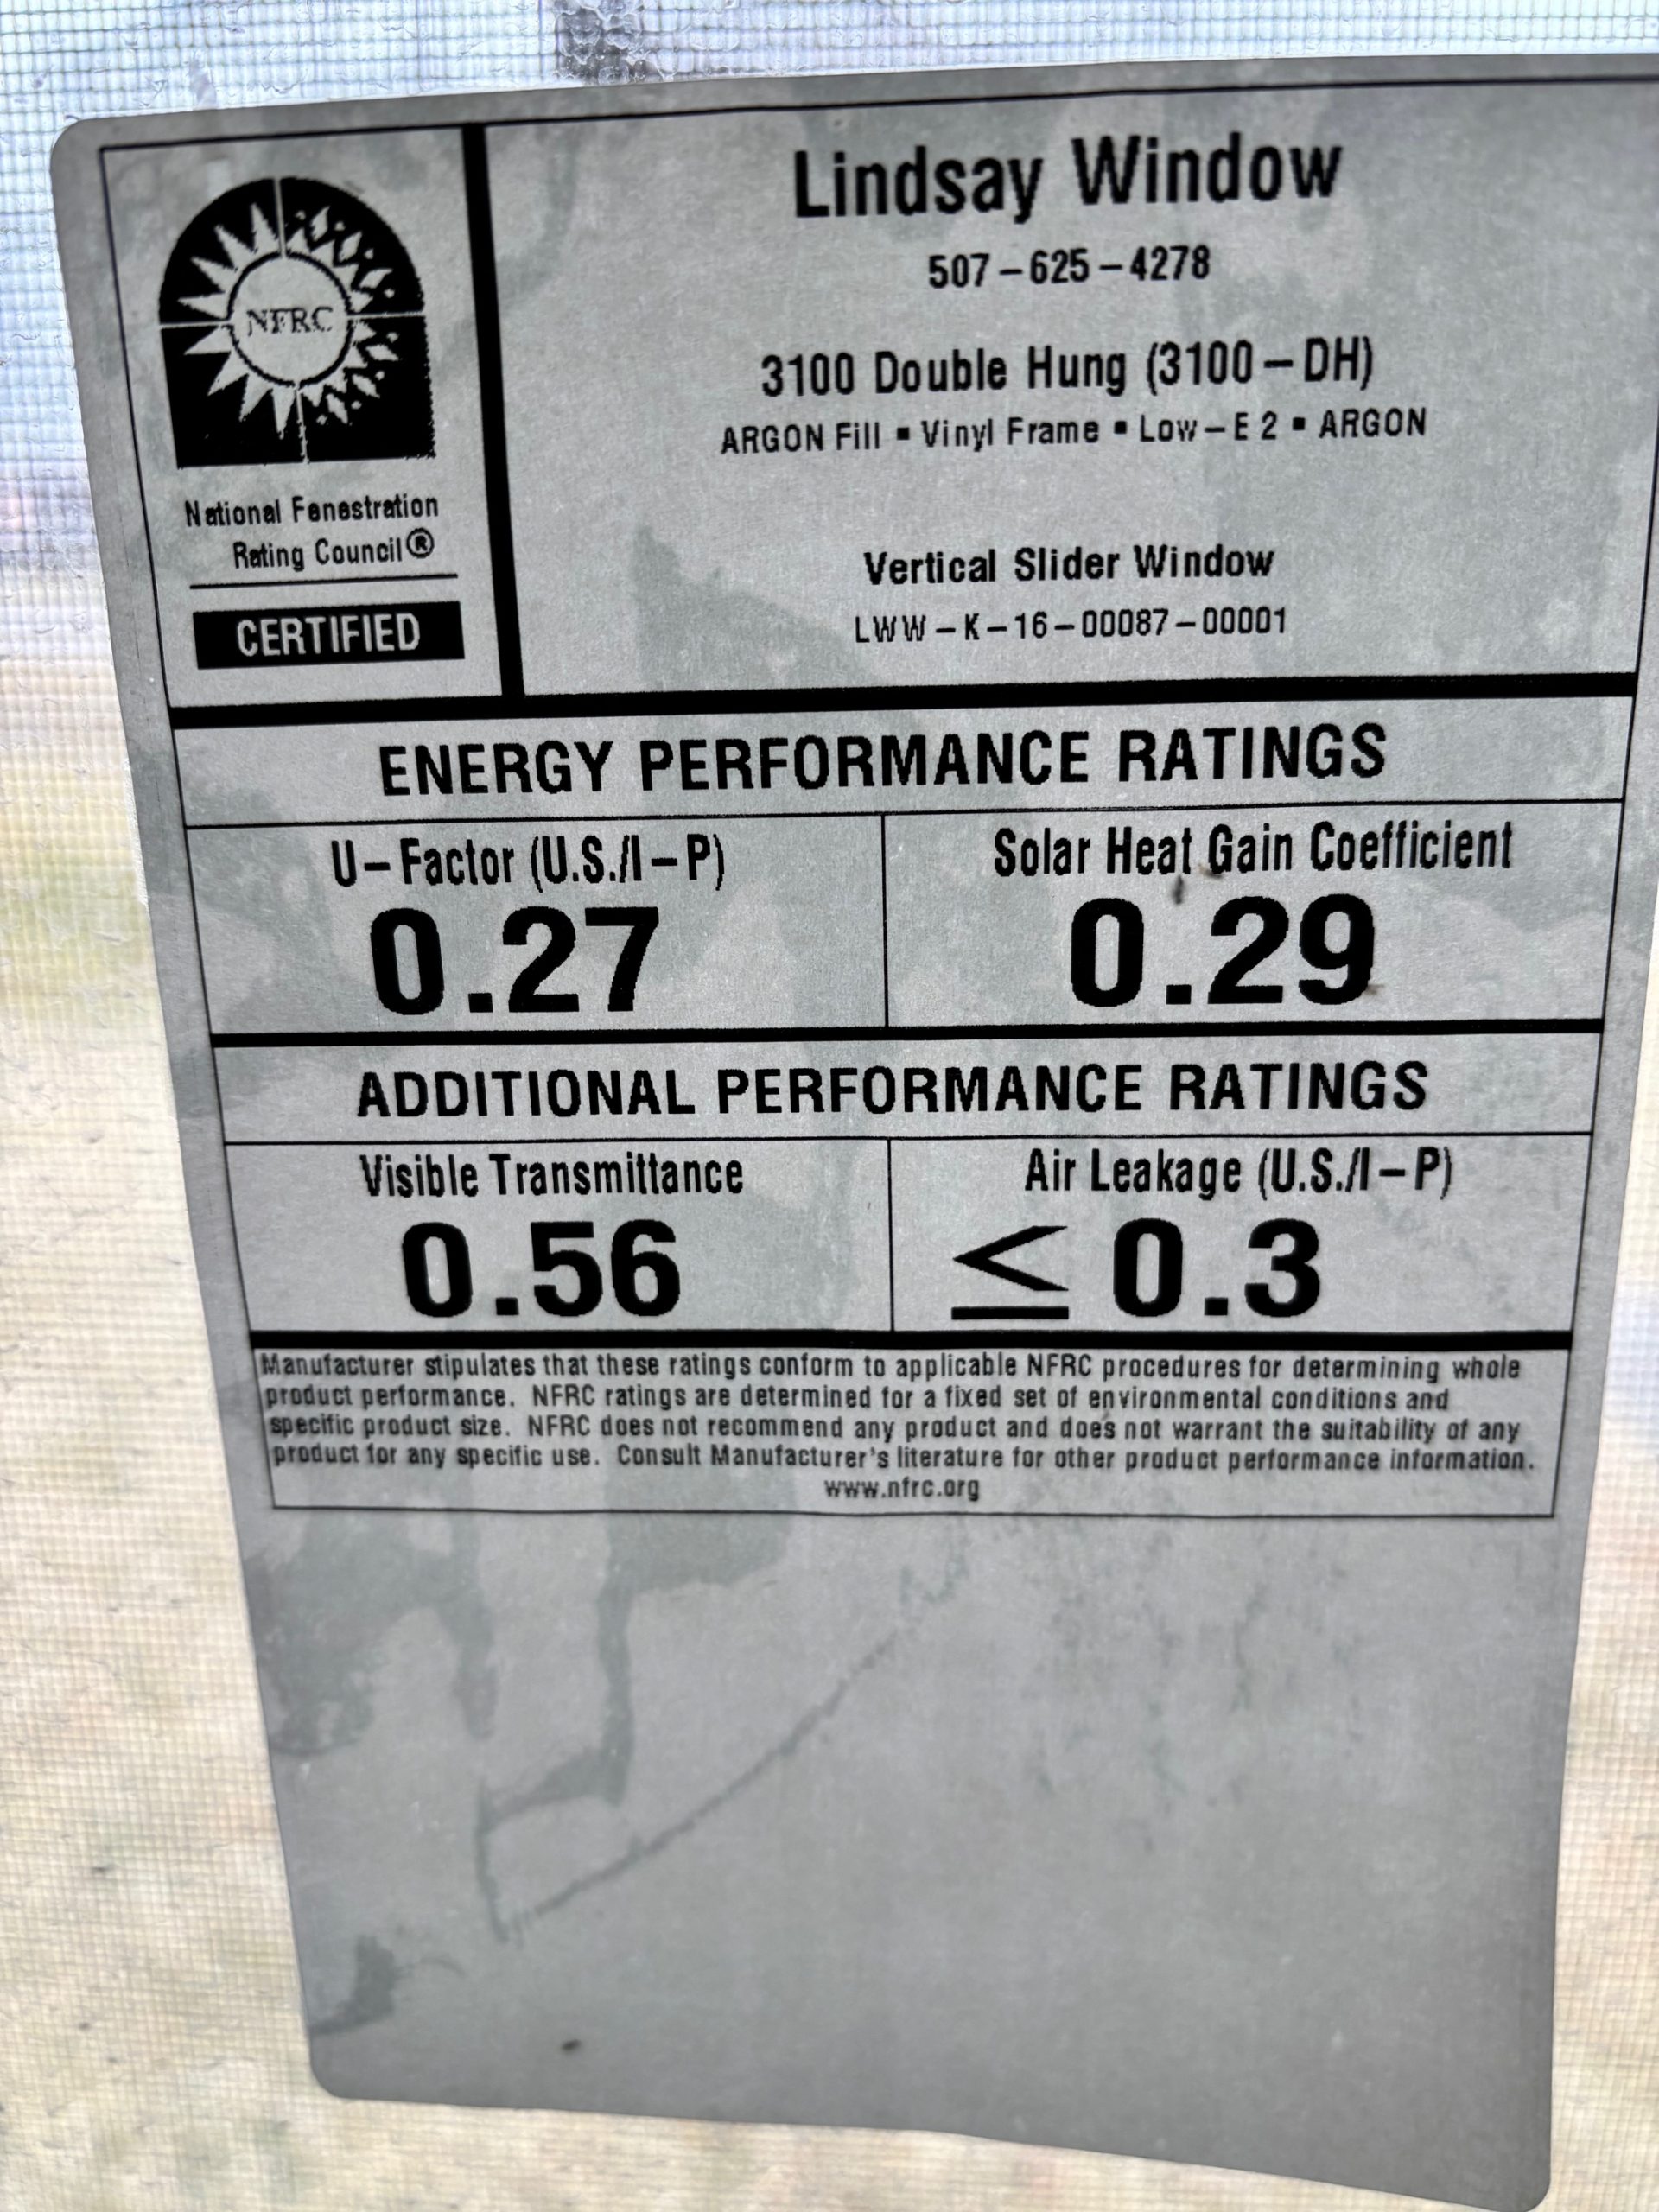 NFRC
National Fenestration
Rating Council®
CERTIFIED
Lindsay Window
507-625-4278
3100 Double Hung (3100-DH)
ARGON Fill ▪ Vinyl Frame ▪ Low-E 2 ▪ ARGON
Vertical Slider Window
LWW-K-16-00087-00001
ENERGY PERFORMANCE RATINGS
U-Factor (U.S./I-P)
0.27
Solar Heat Gain Coefficient
0.29
ADDITIONAL PERFORMANCE RATINGS
Visible Transmittance
0.56
Air Leakage (U.S./I-P)
≤ 0.3
Manufacturer stipulates that these ratings conform to applicable NFRC procedures for determining whole
product performance. NFRC ratings are determined for a fixed set of environmental conditions and
specific product size. NFRC does not recommend any product and does not warrant the suitability of any
product for any specific use. Consult Manufacturer's literature for other product performance information.
www.nfrc.org